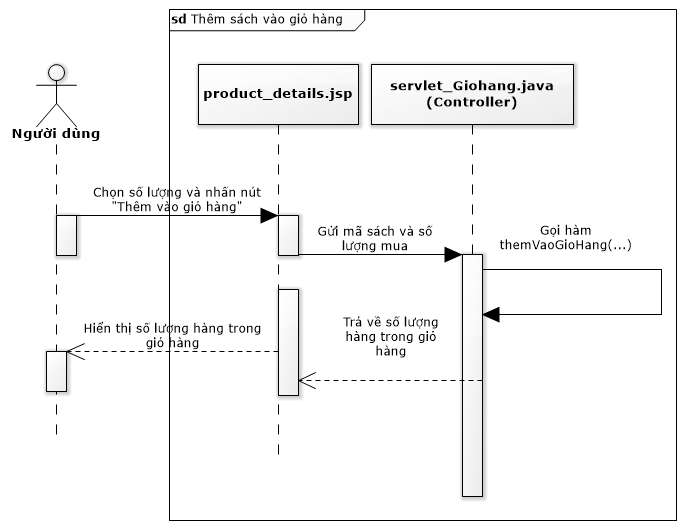 sd Thêm sách vào giỏ hàng
Người dùng
product_details.jsp
servlet_Giohang.java
(Controller)
Chọn số lượng và nhấn nút
"Thêm vào giỏ hàng"
Gửi mã sách và số
lượng mua
Gọi hàm
themVaoGioHang(...)
Hiển thị số lượng hàng trong
giỏ hàng
Trả về số lượng
hàng trong giỏ
hàng